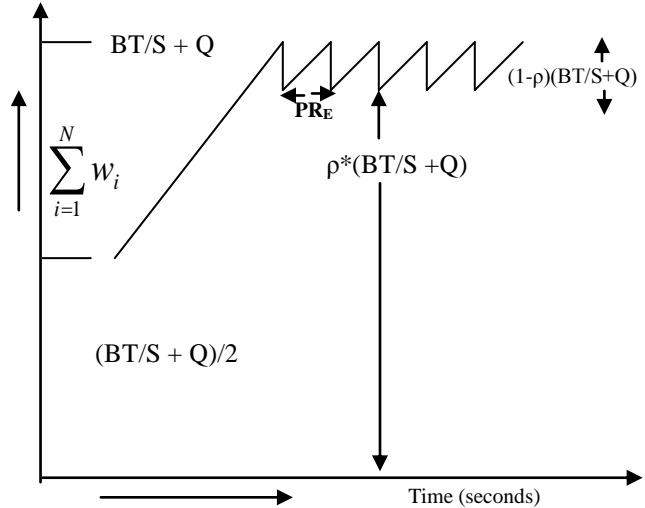 BT/S + Q
(1-ρ)(BT/S+Q)
PR_E
N
∑ w_i
i=1
ρ*(BT/S +Q)
(BT/S + Q)/2
Time (seconds)